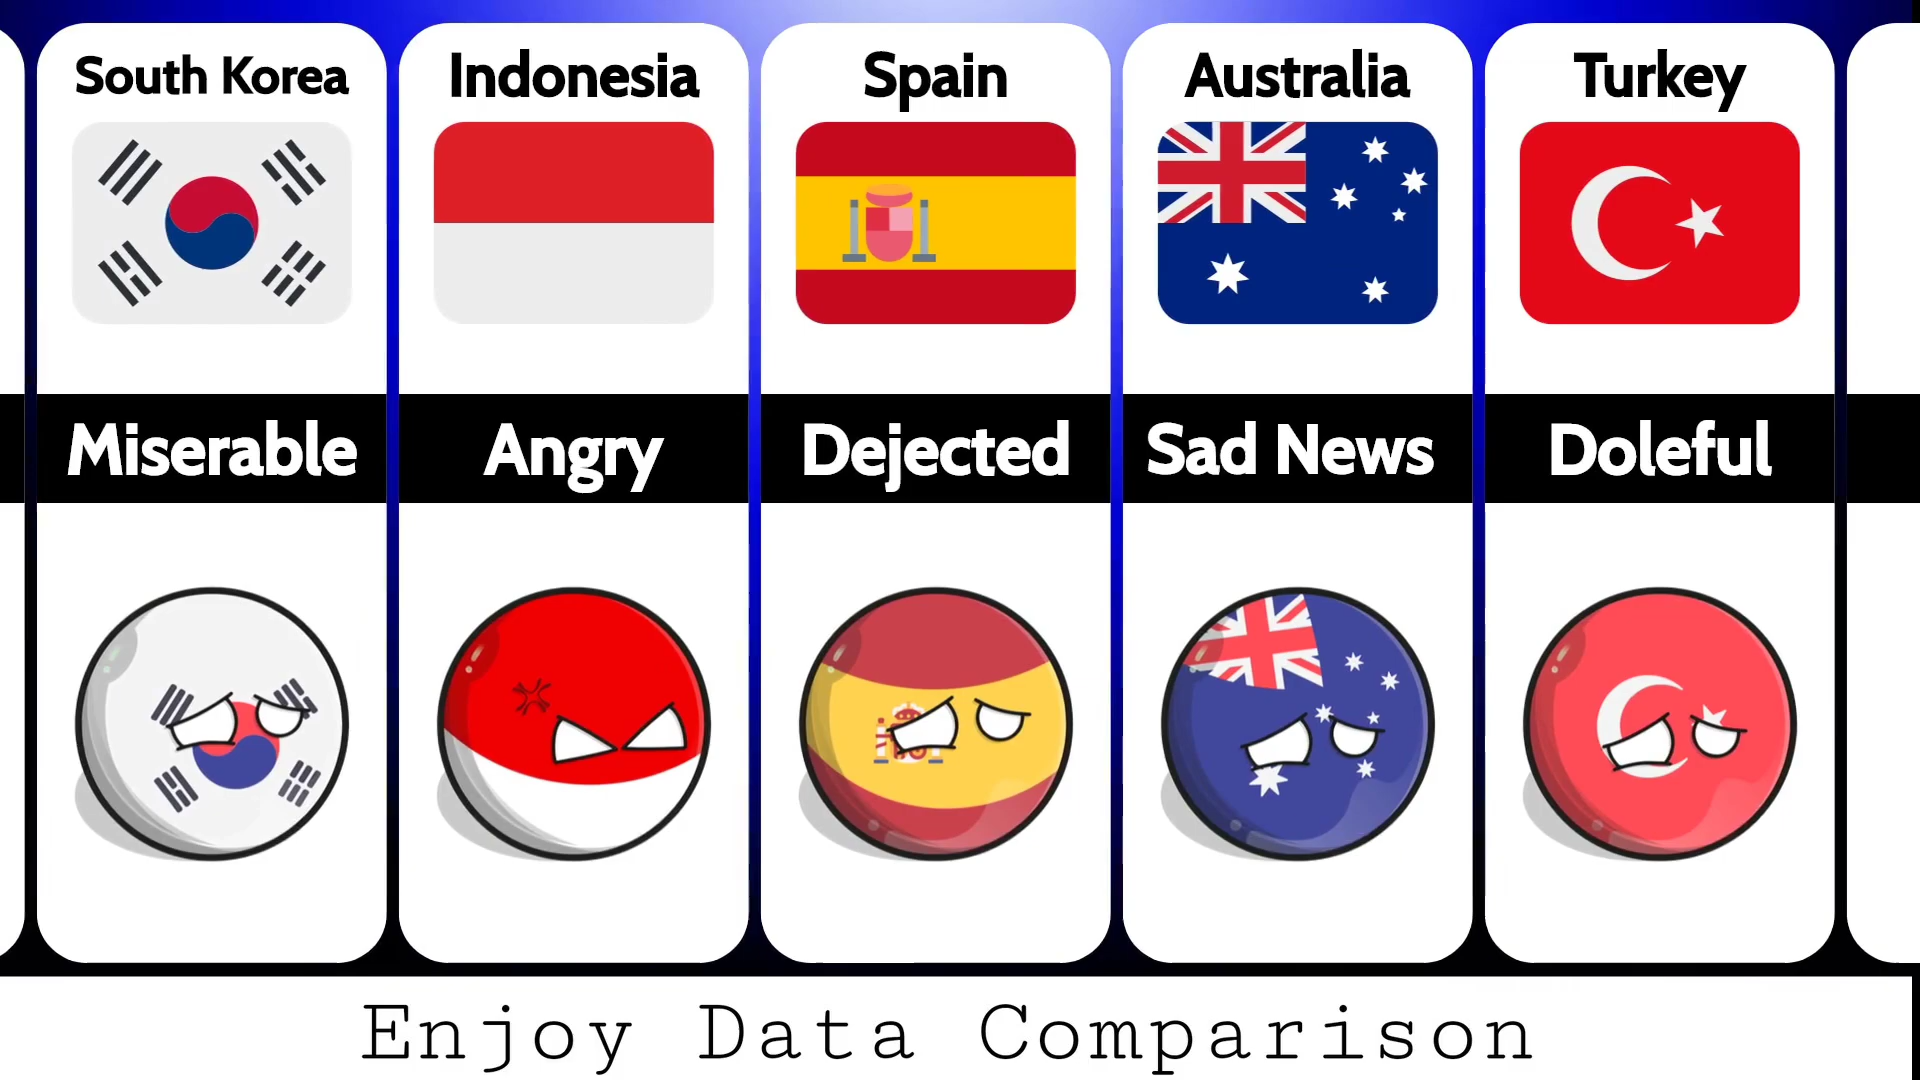 South Korea
Indonesia
Spain
Australia
Turkey
Miserable
Angry
Dejected
Sad News
Doleful
Enjoy Data Comparison